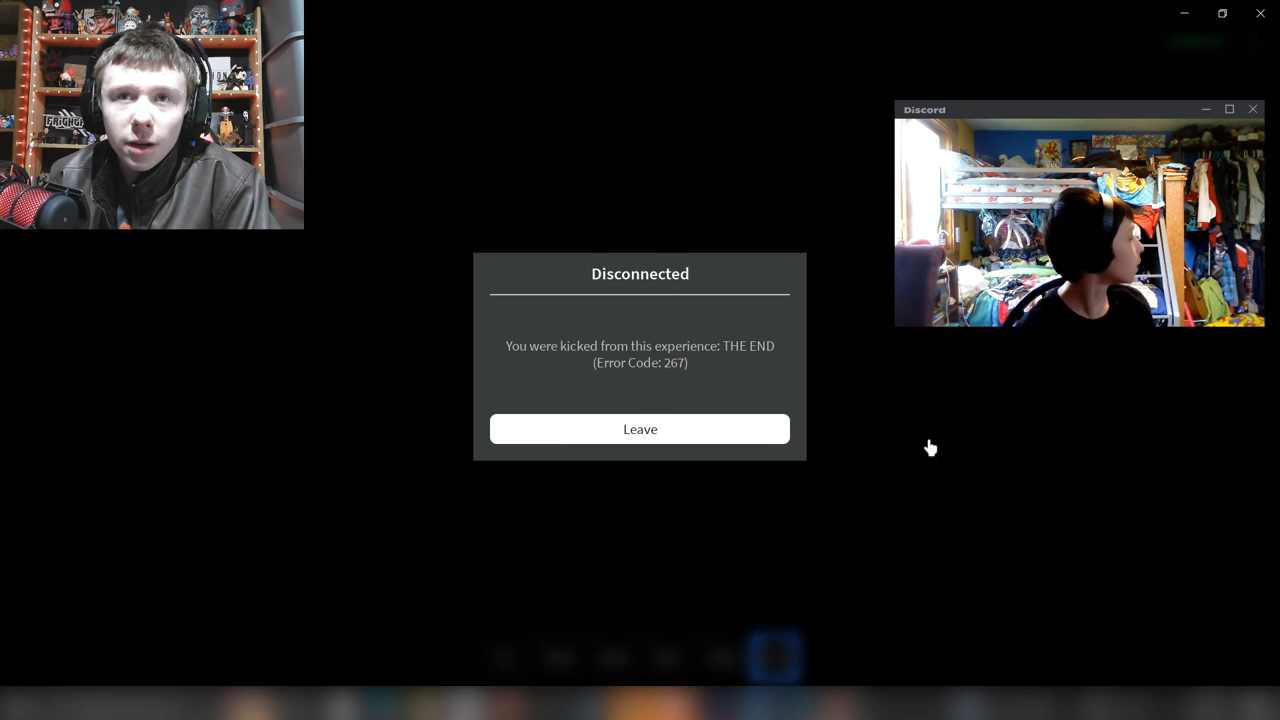 Discord
Disconnected
You were kicked from this experience: THE END
(Error Code: 267)
Leave